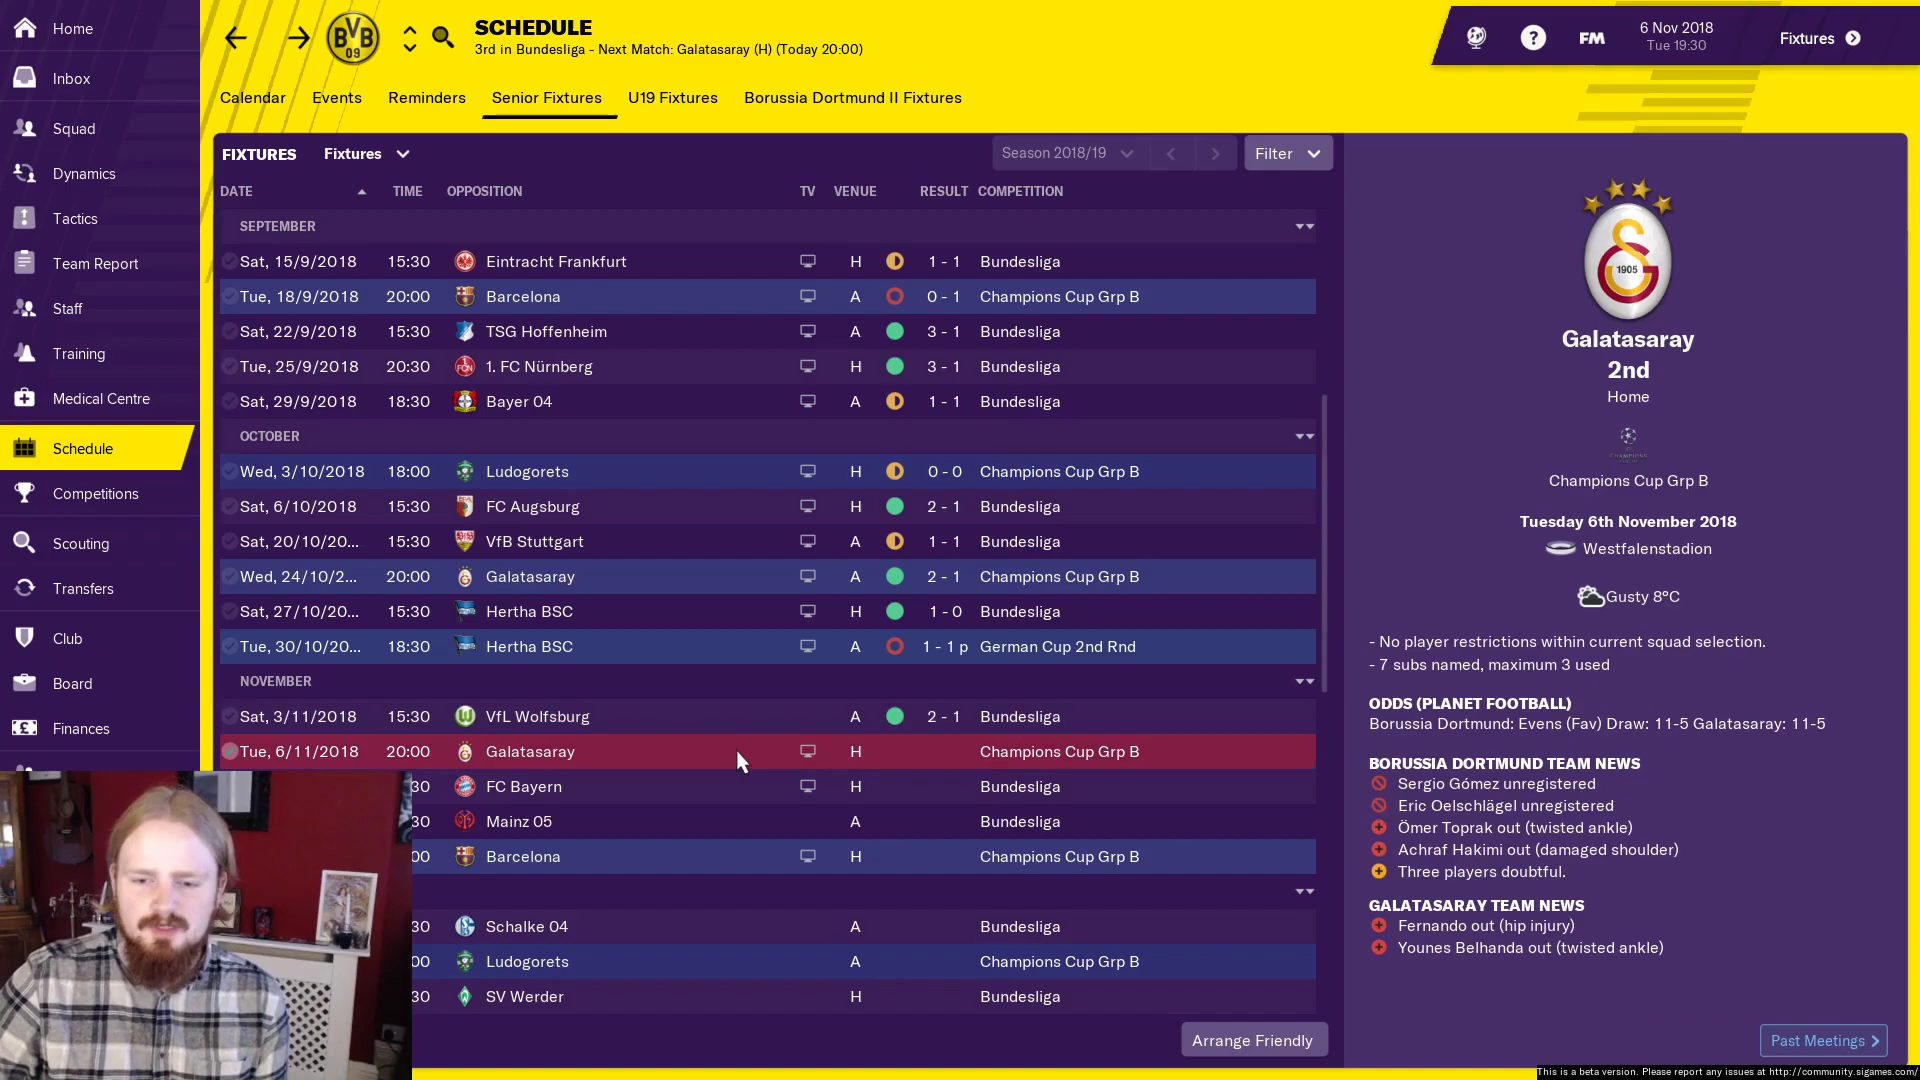 Home
Inbox
Squad
Dynamics
Tactics
Team Report
Staff
Training
Medical Centre
Schedule
Competitions
Scouting
Transfers
Club
Board
Finances
BVB
09
SCHEDULE
3rd in Bundesliga - Next Match: Galatasaray (H) (Today 20:00)
FM
6 Nov 2018
Tue 19:30
Fixtures
Calendar Events Reminders Senior Fixtures U19 Fixtures Borussia Dortmund II Fixtures
FIXTURES Fixtures Season 2018/19 Filter
DATE TIME OPPOSITION TV VENUE RESULT COMPETITION
SEPTEMBER
Sat, 15/9/2018 15:30 Eintracht Frankfurt H 1 - 1 Bundesliga
Tue, 18/9/2018 20:00 Barcelona A 0 - 1 Champions Cup Grp B
Sat, 22/9/2018 15:30 TSG Hoffenheim A 3 - 1 Bundesliga
Tue, 25/9/2018 20:30 1. FC Nürnberg H 3 - 1 Bundesliga
Sat, 29/9/2018 18:30 Bayer 04 A 1 - 1 Bundesliga
OCTOBER
Wed, 3/10/2018 18:00 Ludogorets H 0 - 0 Champions Cup Grp B
Sat, 6/10/2018 15:30 FC Augsburg H 2 - 1 Bundesliga
Sat, 20/10/20... 15:30 VfB Stuttgart A 1 - 1 Bundesliga
Wed, 24/10/2... 20:00 Galatasaray A 2 - 1 Champions Cup Grp B
Sat, 27/10/20... 15:30 Hertha BSC H 1 - 0 Bundesliga
Tue, 30/10/20... 18:30 Hertha BSC A 1 - 1 p German Cup 2nd Rnd
NOVEMBER
Sat, 3/11/2018 15:30 VfL Wolfsburg A 2 - 1 Bundesliga
Tue, 6/11/2018 20:00 Galatasaray H Champions Cup Grp B
30 FC Bayern H Bundesliga
30 Mainz 05 A Bundesliga
00 Barcelona H Champions Cup Grp B
30 Schalke 04 A Bundesliga
00 Ludogorets A Champions Cup Grp B
30 SV Werder H Bundesliga
Arrange Friendly
1905
Galatasaray
2nd
Home
CHAMPIONS
Champions Cup Grp B
Tuesday 6th November 2018
Westfalenstadion
Gusty 8°C
- No player restrictions within current squad selection.
- 7 subs named, maximum 3 used
ODDS (PLANET FOOTBALL)
Borussia Dortmund: Evens (Fav) Draw: 11-5 Galatasaray: 11-5
BORUSSIA DORTMUND TEAM NEWS
Sergio Gómez unregistered
Eric Oelschlägel unregistered
Ömer Toprak out (twisted ankle)
Achraf Hakimi out (damaged shoulder)
Three players doubtful.
GALATASARAY TEAM NEWS
Fernando out (hip injury)
Younes Belhanda out (twisted ankle)
Past Meetings
This is a beta version. Please report any issues at http://community.sigames.com/